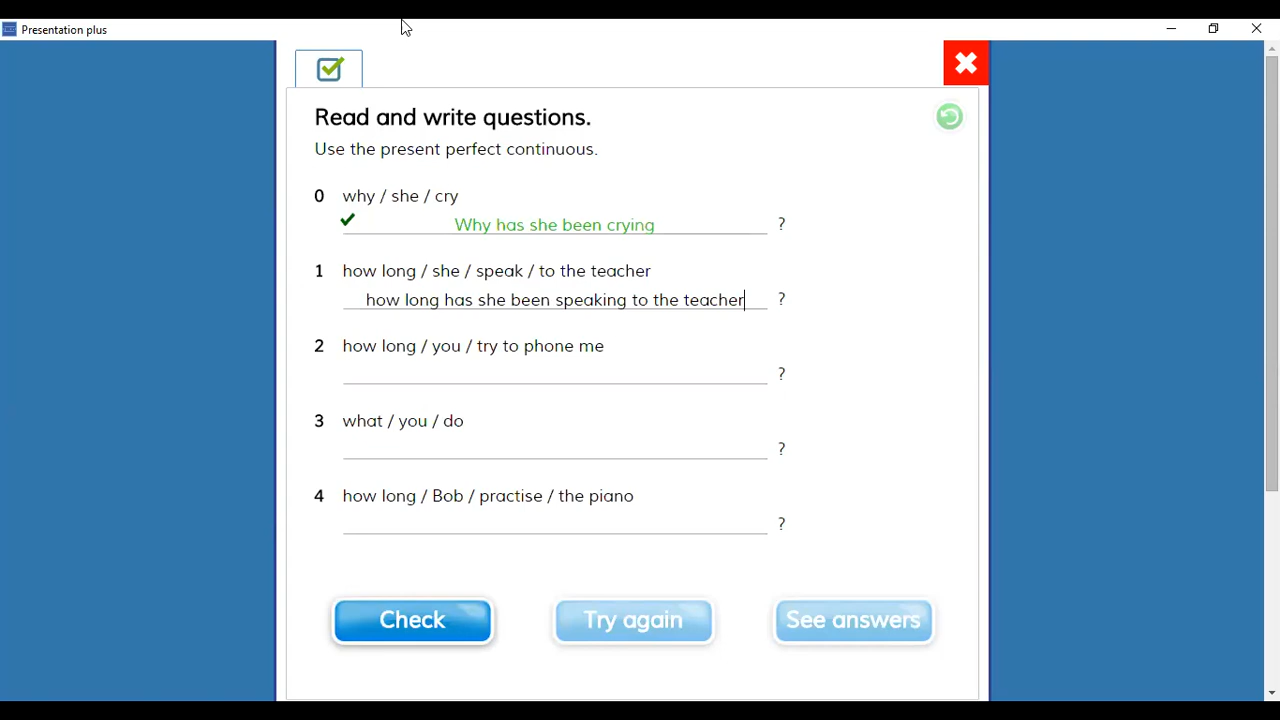 Presentation plus
Read and write questions.
Use the present perfect continuous.
0 why / she / cry
Why has she been crying ?
1 how long / she / speak / to the teacher
how long has she been speaking to the teacher ?
2 how long / you / try to phone me
?
3 what / you / do
?
4 how long / Bob / practise / the piano
?
Check Try again See answers